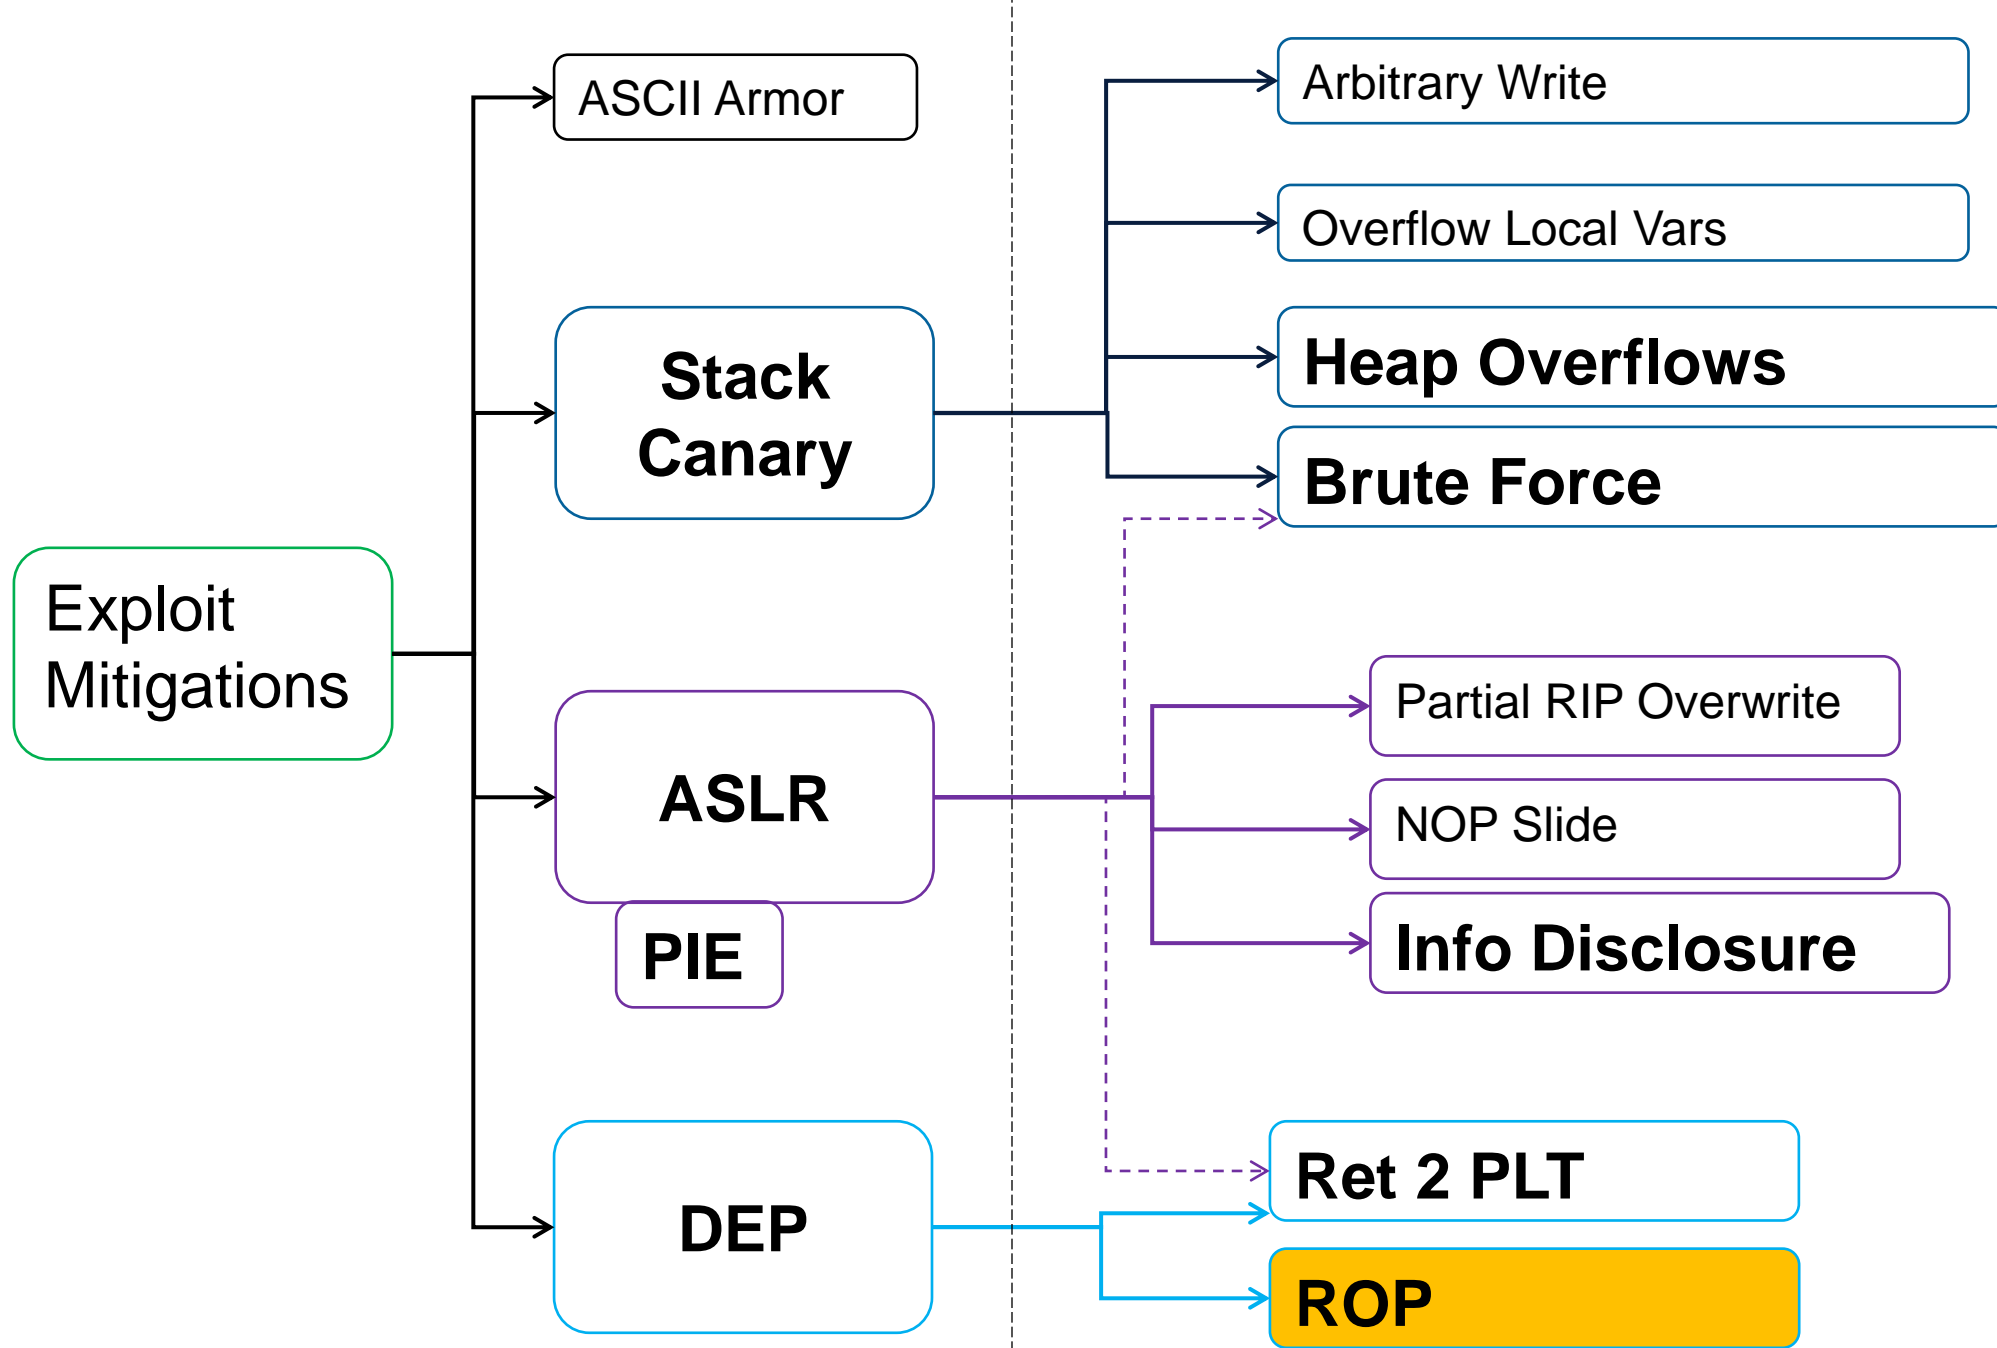 Exploit
Mitigations
ASCII Armor
Stack
Canary
ASLR
PIE
DEP
Arbitrary Write
Overflow Local Vars
Heap Overflows
Brute Force
Partial RIP Overwrite
NOP Slide
Info Disclosure
Ret 2 PLT
ROP